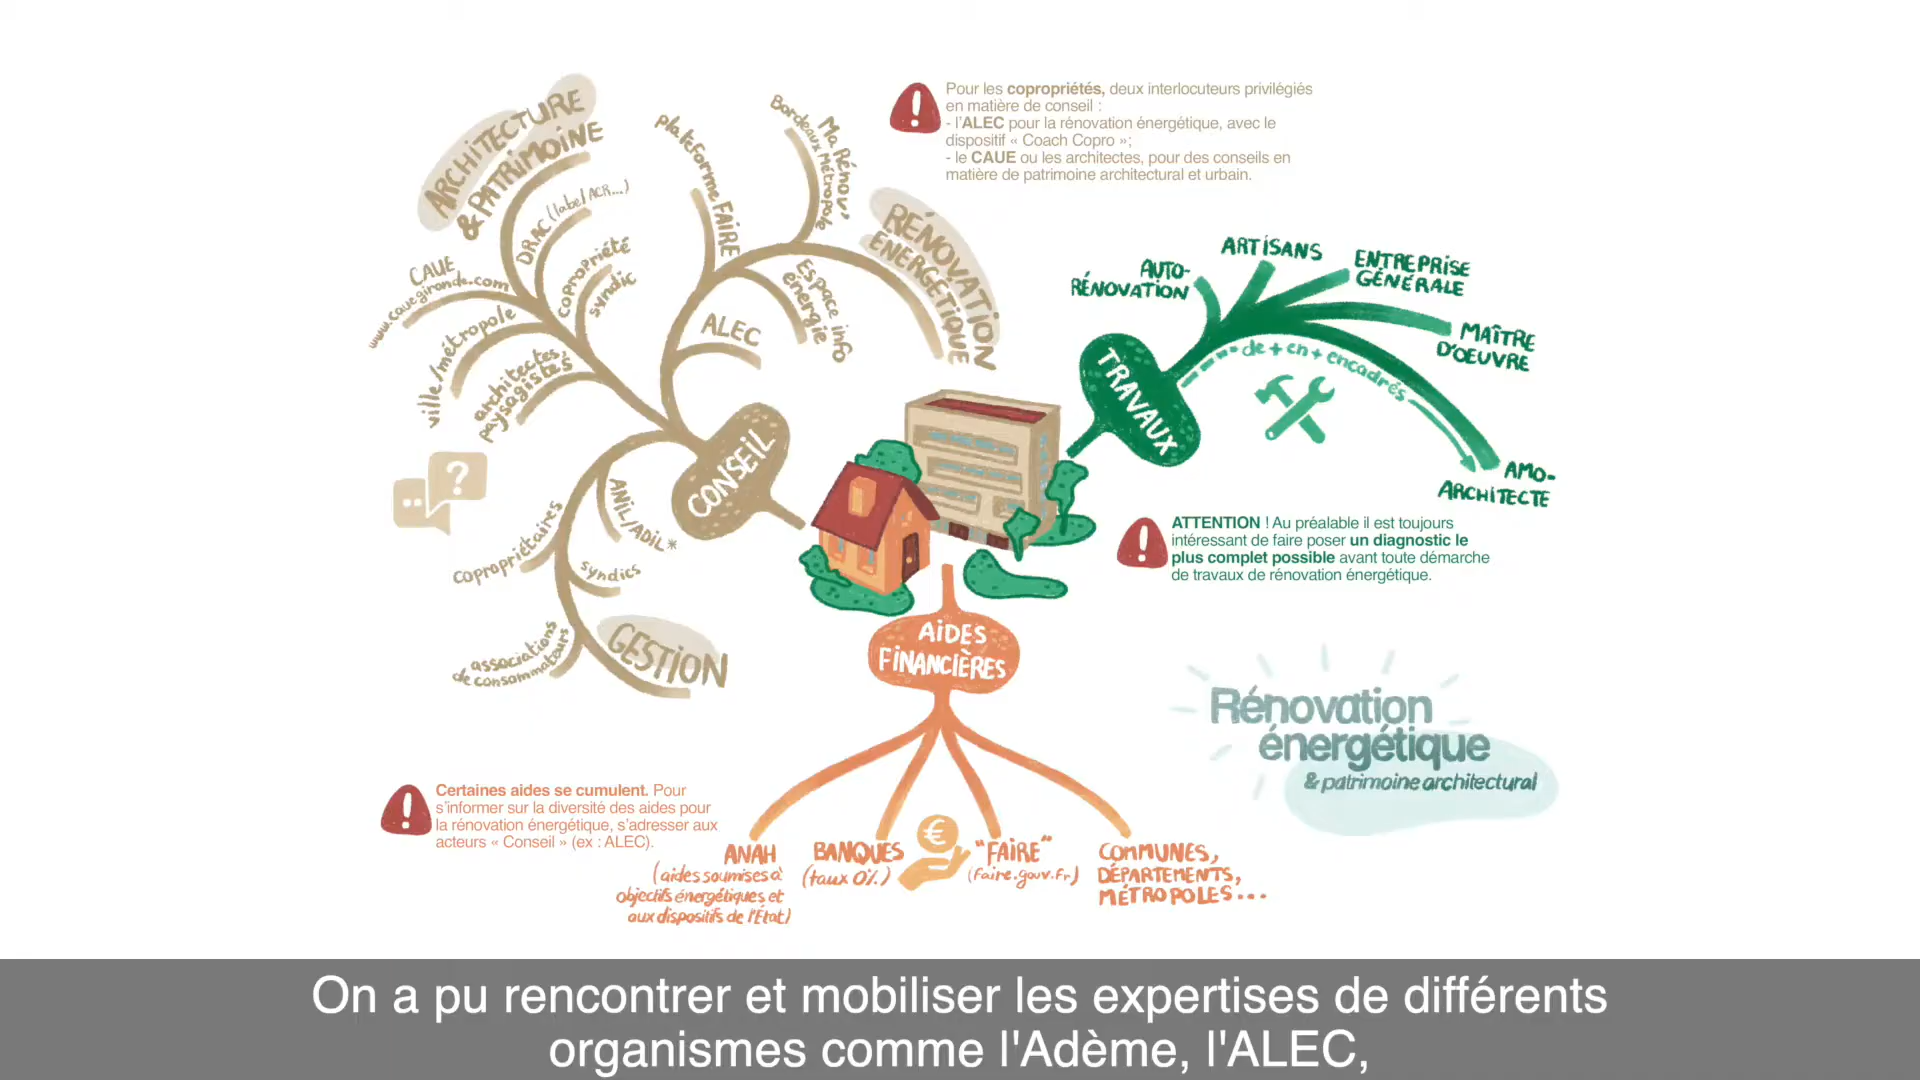 ARCHITECTURE
& PATRIMOINE
DRAC (label ACR...)
copropriété
syndic
CAUE
www.cauegironde.com
ville/métropole
architectes,
paysagistes
plateforme FAIRE
Ma Rénov'
Bordeaux Métropole
RÉNOVATION
ÉNERGÉTIQUE
Espace info
énergie
ALEC
CONSEIL
?
ANIL/ADIL*
copropriétaires
syndics
associations
de consommateurs
GESTION
Pour les copropriétés, deux interlocuteurs privilégiés
en matière de conseil :
- l'ALEC pour la rénovation énergétique, avec le
dispositif « Coach Copro »;
- le CAUE ou les architectes, pour des conseils en
matière de patrimoine architectural et urbain.
AUTO-
RÉNOVATION
ARTISANS
ENTREPRISE
GÉNÉRALE
MAÎTRE
D'OEUVRE
AMO-
ARCHITECTE
de + en + encadrés
TRAVAUX
ATTENTION ! Au préalable il est toujours
intéressant de faire poser un diagnostic le
plus complet possible avant toute démarche
de travaux de rénovation énergétique.
AIDES
FINANCIÈRES
Certaines aides se cumulent. Pour
s'informer sur la diversité des aides pour
la rénovation énergétique, s'adresser aux
acteurs « Conseil » (ex : ALEC).
ANAH
(aides soumises à
objectifs énergétiques et
aux dispositifs de l'État)
BANQUES
(taux 0%)
€
"FAIRE"
(faire.gouv.fr)
COMMUNES,
DÉPARTEMENTS,
MÉTROPOLES...
Rénovation
énergétique
& patrimoine architectural
On a pu rencontrer et mobiliser les expertises de différents
organismes comme l'Adème, l'ALEC,